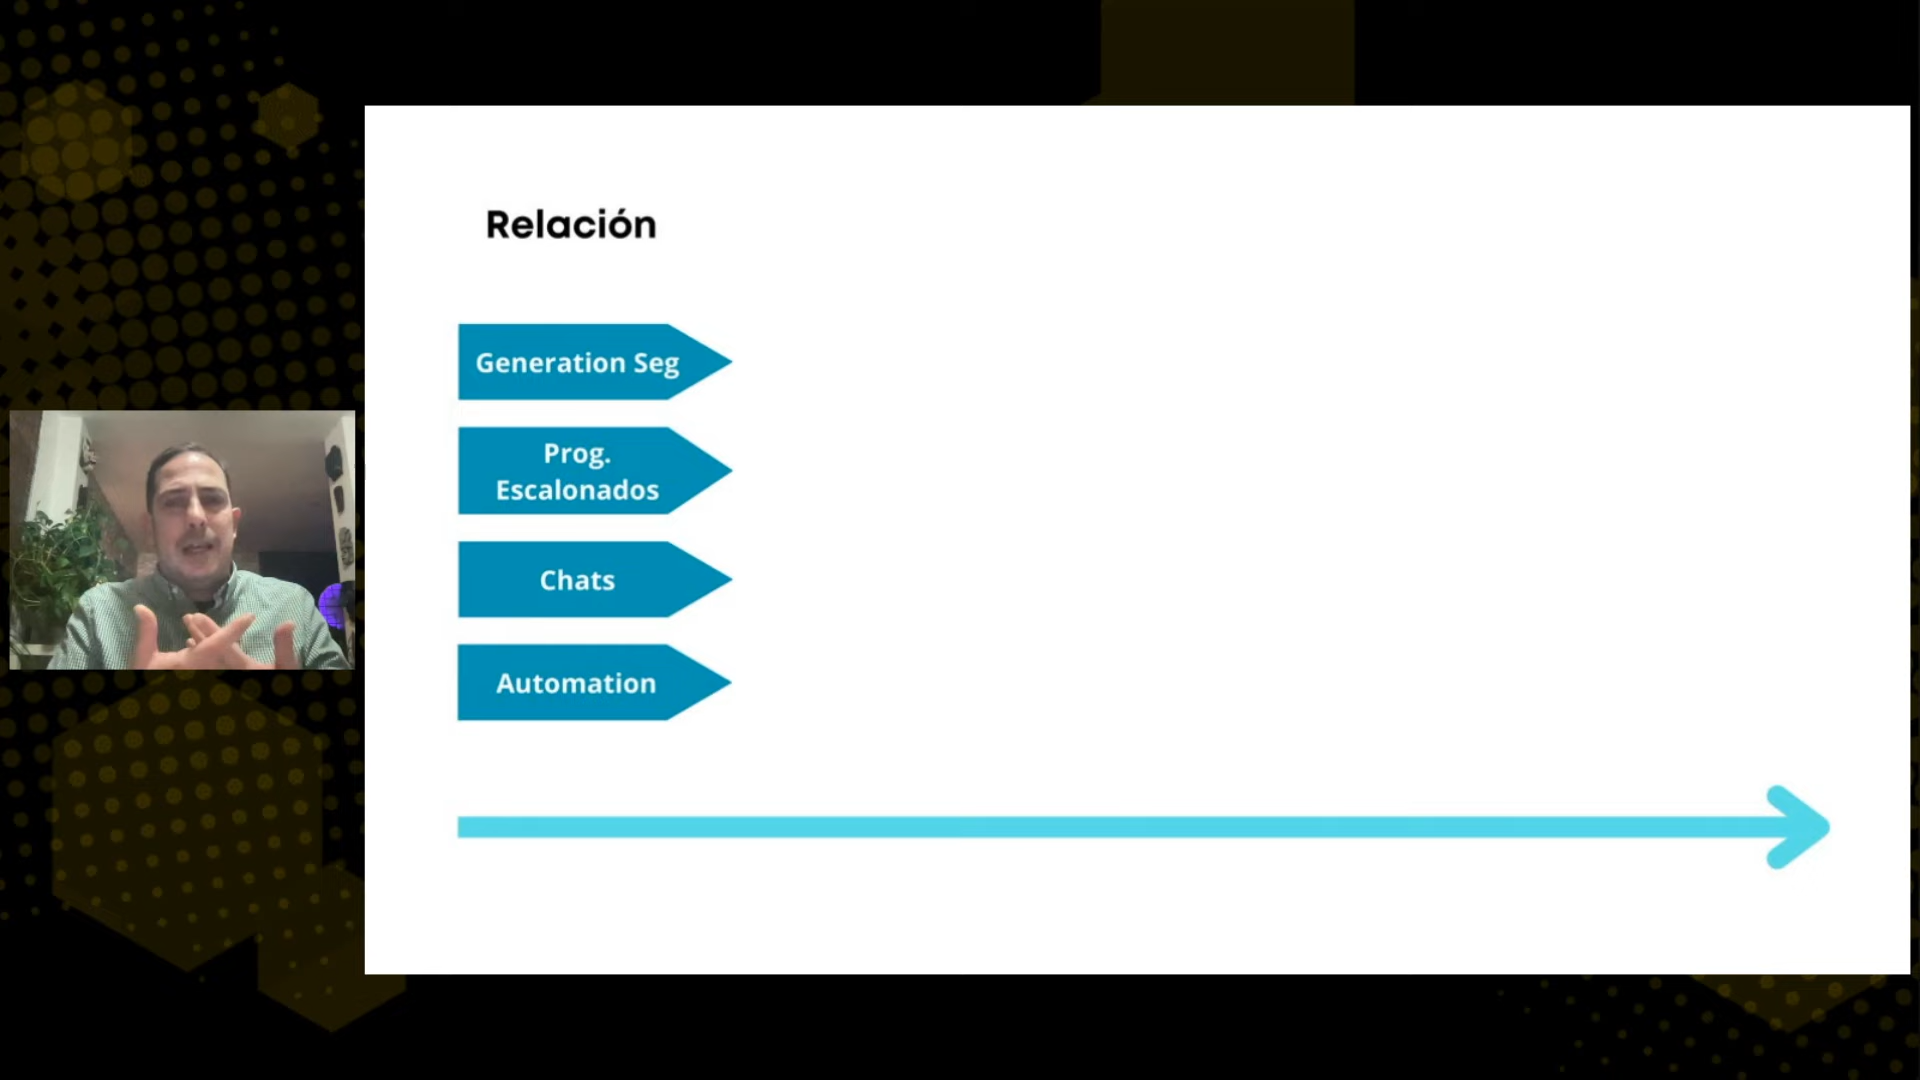 Relación
Generation Seg
Prog.
Escalonados
Chats
Automation